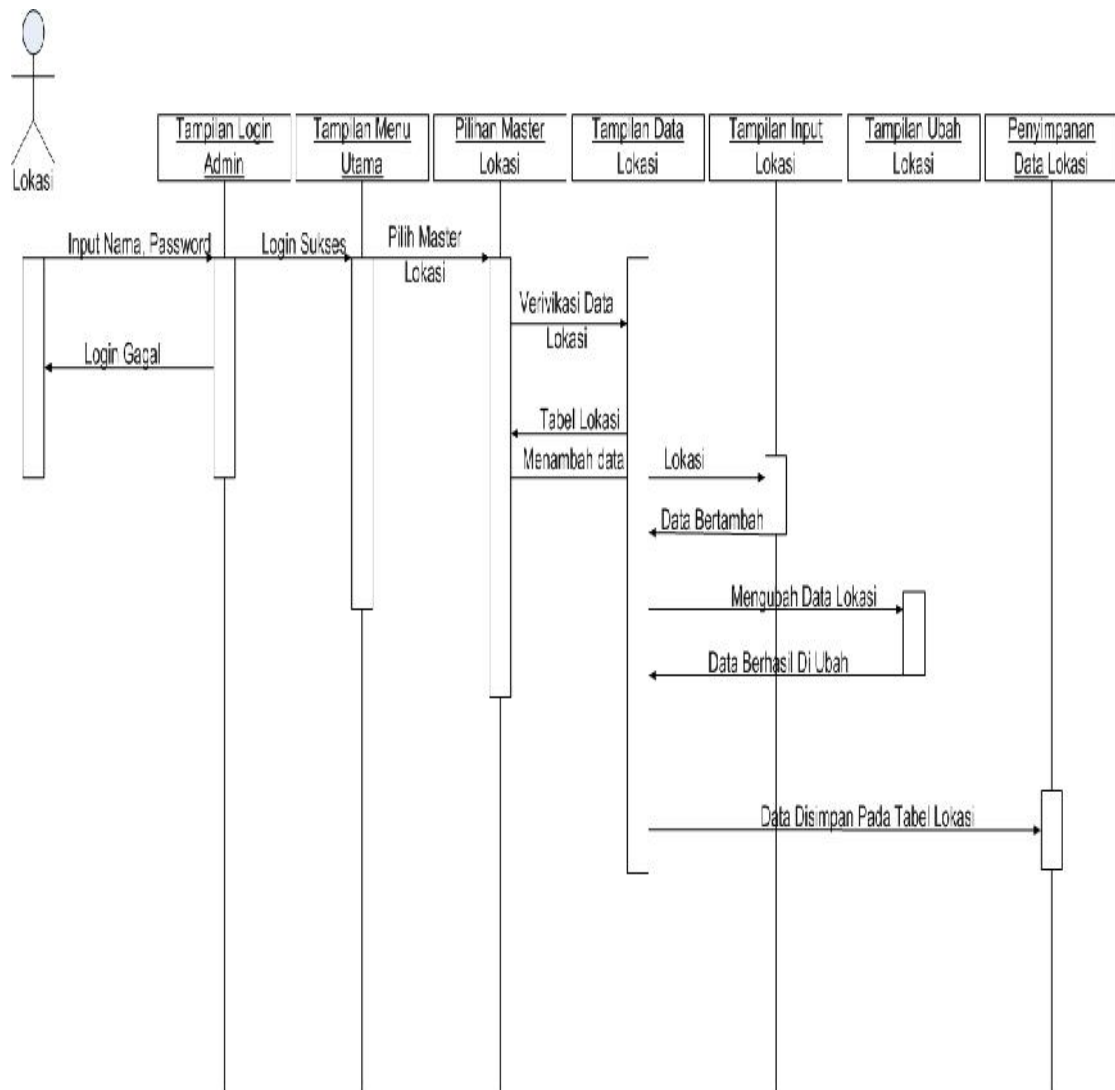 Lokasi
Tampilan Login
Admin
Tampilan Menu
Utama
Pilihan Master
Lokasi
Tampilan Data
Lokasi
Tampilan Input
Lokasi
Tampilan Ubah
Lokasi
Penyimpanan
Data Lokasi
Input Nama, Password
Login Sukses
Pilih Master
Lokasi
Verivikasi Data
Lokasi
Login Gagal
Tabel Lokasi
Menambah data
Lokasi
Data Bertambah
Mengubah Data Lokasi
Data Berhasil Di Ubah
Data Disimpan Pada Tabel Lokasi